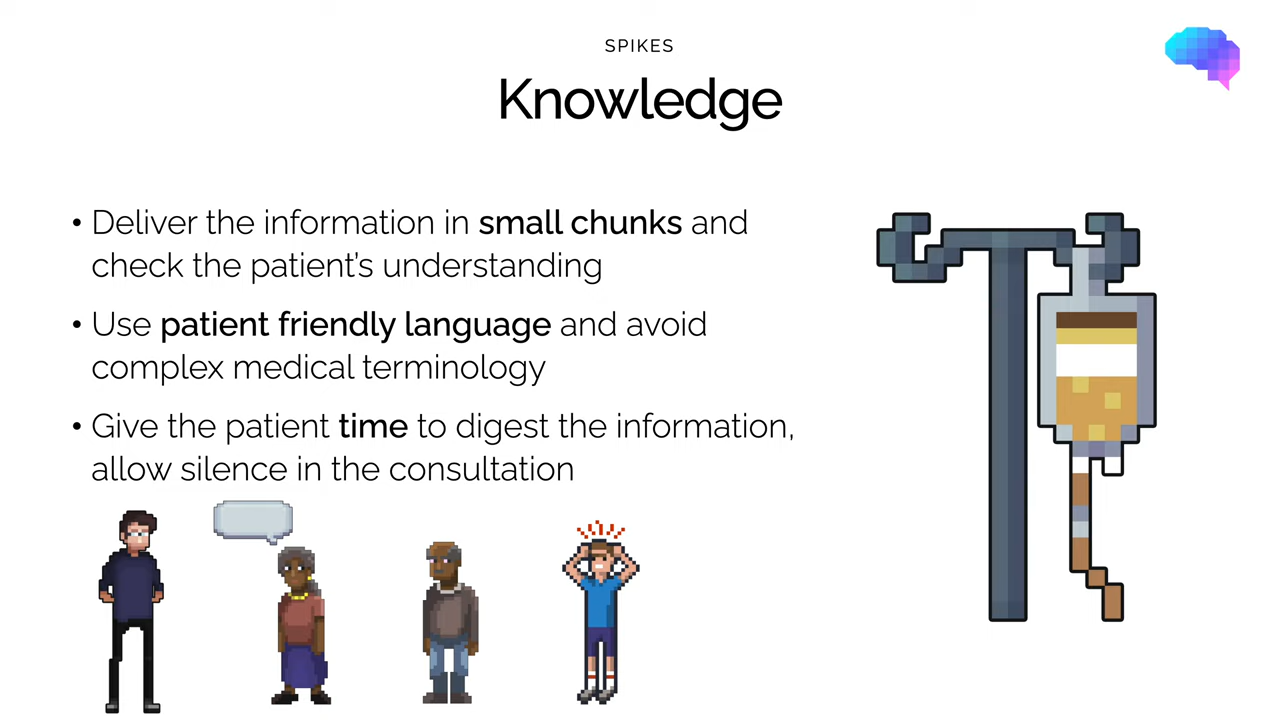 SPIKES
Knowledge
• Deliver the information in small chunks and
check the patient’s understanding
• Use patient friendly language and avoid
complex medical terminology
• Give the patient time to digest the information,
allow silence in the consultation